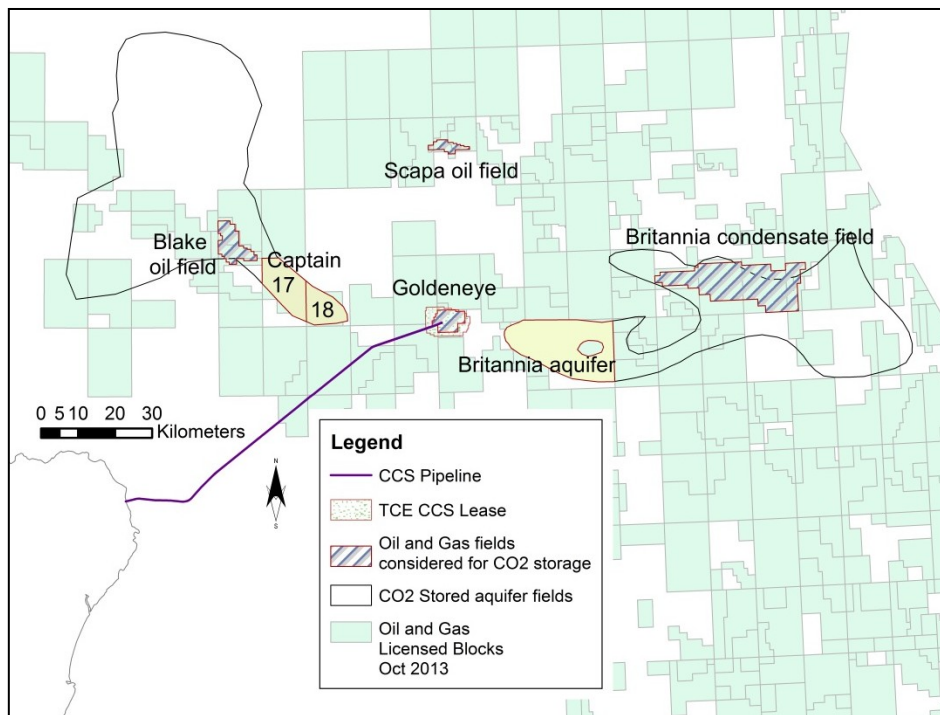 Scapa oil field
Blake
oil field
Captain
17
18
Goldeneye
Britannia condensate field
Britannia aquifer
0 5 10 20 30
Kilometers
N
S
Legend
CCS Pipeline
TCE CCS Lease
Oil and Gas fields
considered for CO2 storage
CO2 Stored aquifer fields
Oil and Gas
Licensed Blocks
Oct 2013